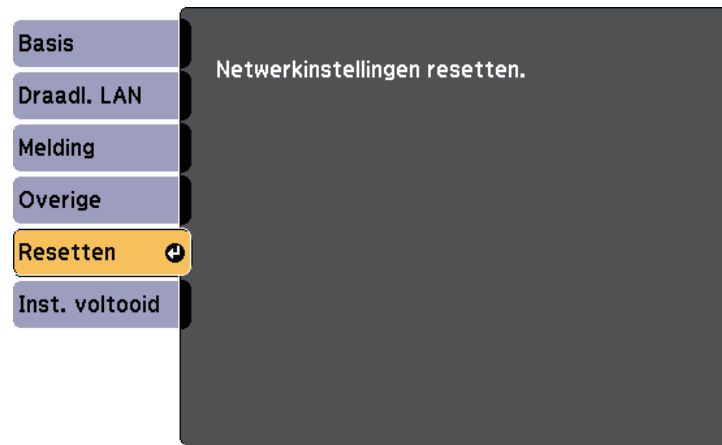 Basis
Draadl. LAN
Melding
Overige
Resetten
Inst. voltooid
Netwerkinstellingen resetten.